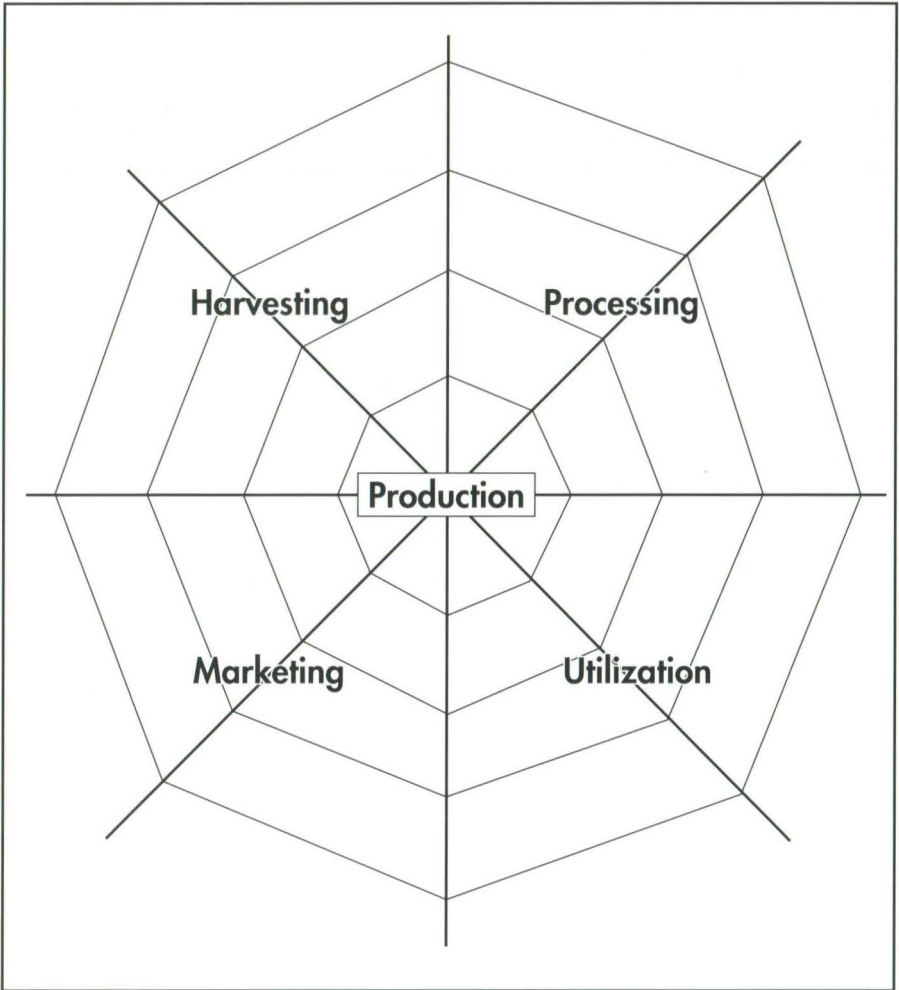 Harvesting
Processing
Production
Marketing
Utilization